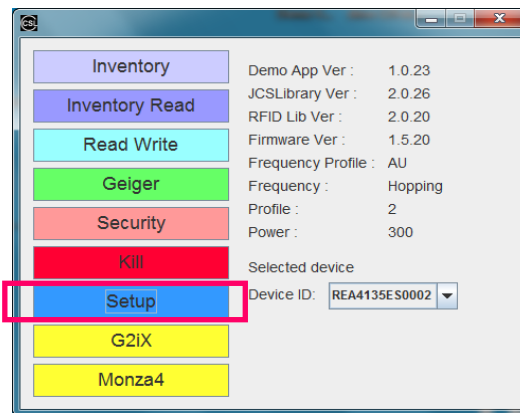 CSL
Inventory
Inventory Read
Read Write
Geiger
Security
Kill
Setup
G2iX
Monza4
Demo App Ver : 1.0.23
JCSLibrary Ver : 2.0.26
RFID Lib Ver : 2.0.20
Firmware Ver : 1.5.20
Frequency Profile : AU
Frequency : Hopping
Profile : 2
Power : 300
Selected device
Device ID: REA4135ES0002